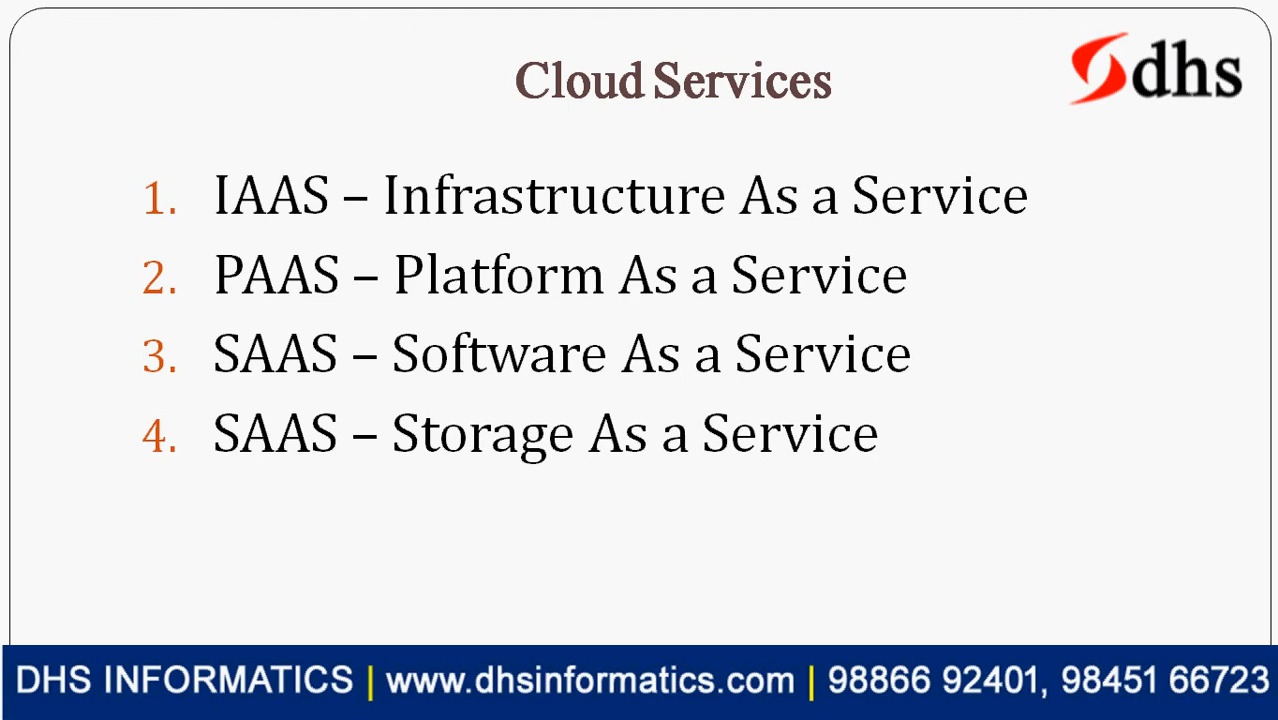 Cloud Services
dhs
1. IAAS – Infrastructure As a Service
2. PAAS – Platform As a Service
3. SAAS – Software As a Service
4. SAAS – Storage As a Service
DHS INFORMATICS | www.dhsinformatics.com | 98866 92401, 98451 66723